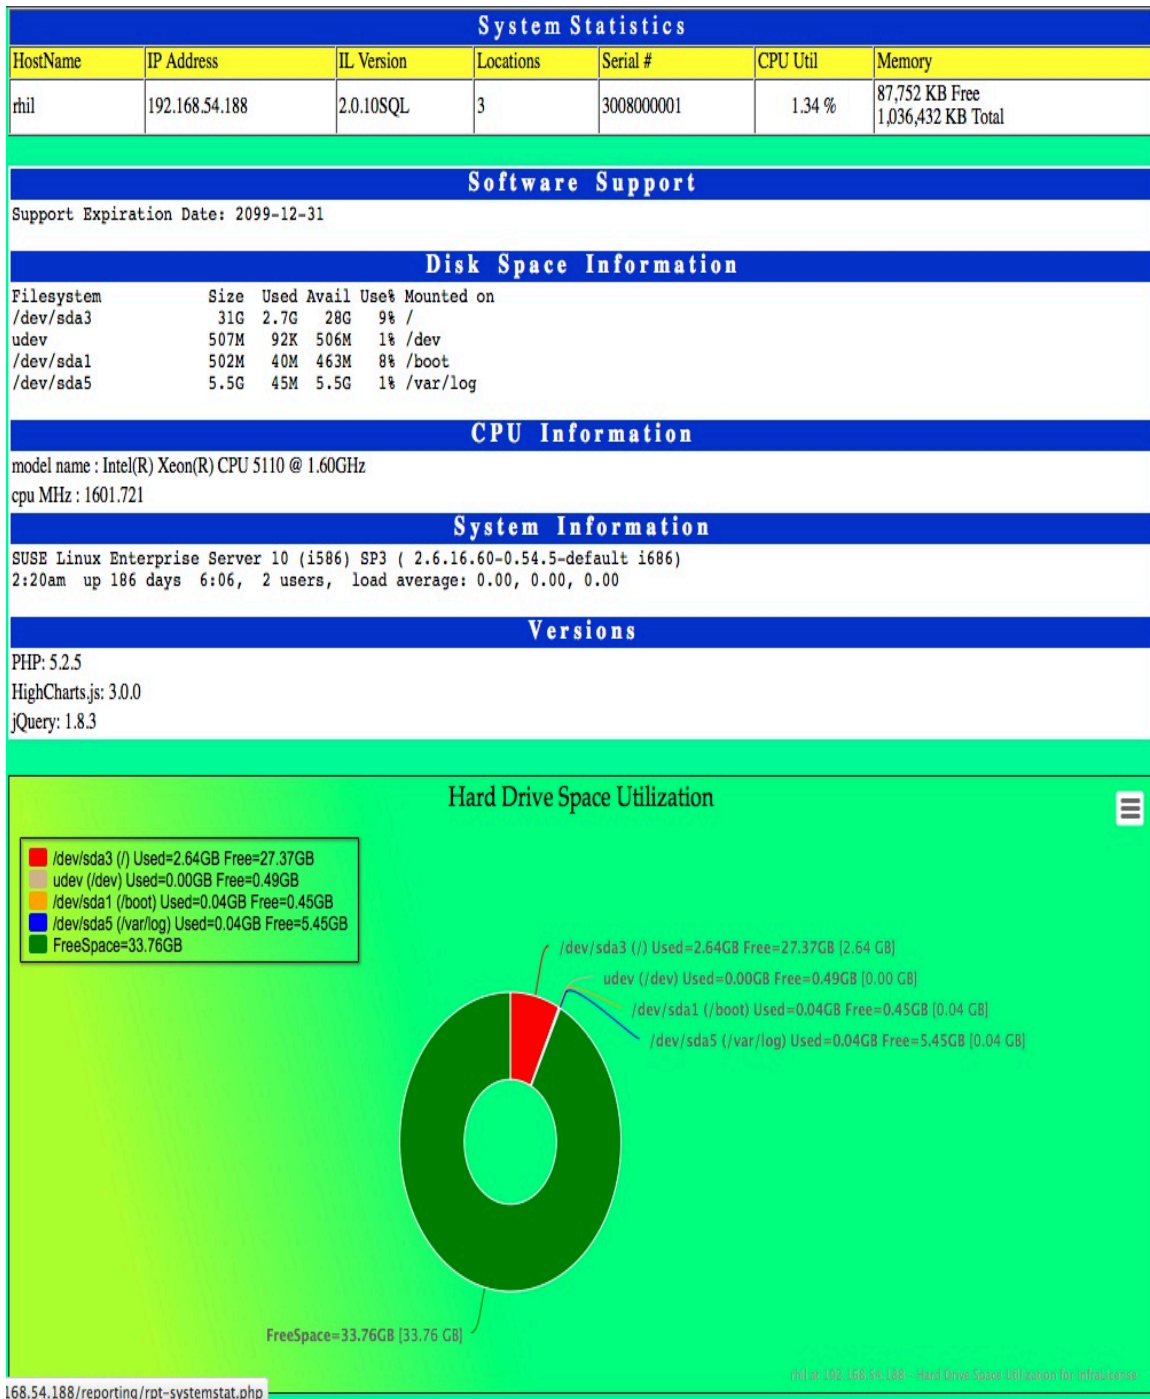 System Statistics
HostName IP Address IL Version Locations Serial # CPU Util Memory
rhil 192.168.54.188 2.0.10SQL 3 3008000001 1.34 % 87,752 KB Free
1,036,432 KB Total
Software Support
Support Expiration Date: 2099-12-31
Disk Space Information
Filesystem Size Used Avail Use% Mounted on
/dev/sda3 31G 2.7G 28G 9% /
udev 507M 92K 506M 1% /dev
/dev/sda1 502M 40M 463M 8% /boot
/dev/sda5 5.5G 45M 5.5G 1% /var/log
CPU Information
model name : Intel(R) Xeon(R) CPU 5110 @ 1.60GHz
cpu MHz : 1601.721
System Information
SUSE Linux Enterprise Server 10 (i586) SP3 ( 2.6.16.60-0.54.5-default i686)
2:20am up 186 days 6:06, 2 users, load average: 0.00, 0.00, 0.00
Versions
PHP: 5.2.5
HighCharts.js: 3.0.0
jQuery: 1.8.3
Hard Drive Space Utilization
/dev/sda3 (/) Used=2.64GB Free=27.37GB
udev (/dev) Used=0.00GB Free=0.49GB
/dev/sda1 (/boot) Used=0.04GB Free=0.45GB
/dev/sda5 (/var/log) Used=0.04GB Free=5.45GB
FreeSpace=33.76GB
/dev/sda3 (/) Used=2.64GB Free=27.37GB [2.64 GB]
udev (/dev) Used=0.00GB Free=0.49GB [0.00 GB]
/dev/sda1 (/boot) Used=0.04GB Free=0.45GB [0.04 GB]
/dev/sda5 (/var/log) Used=0.04GB Free=5.45GB [0.04 GB]
FreeSpace=33.76GB [33.76 GB]
rhil at 192.168.54.188 - Hard Drive Space Utilization for
168.54.188/reporting/rpt-systemstat.php